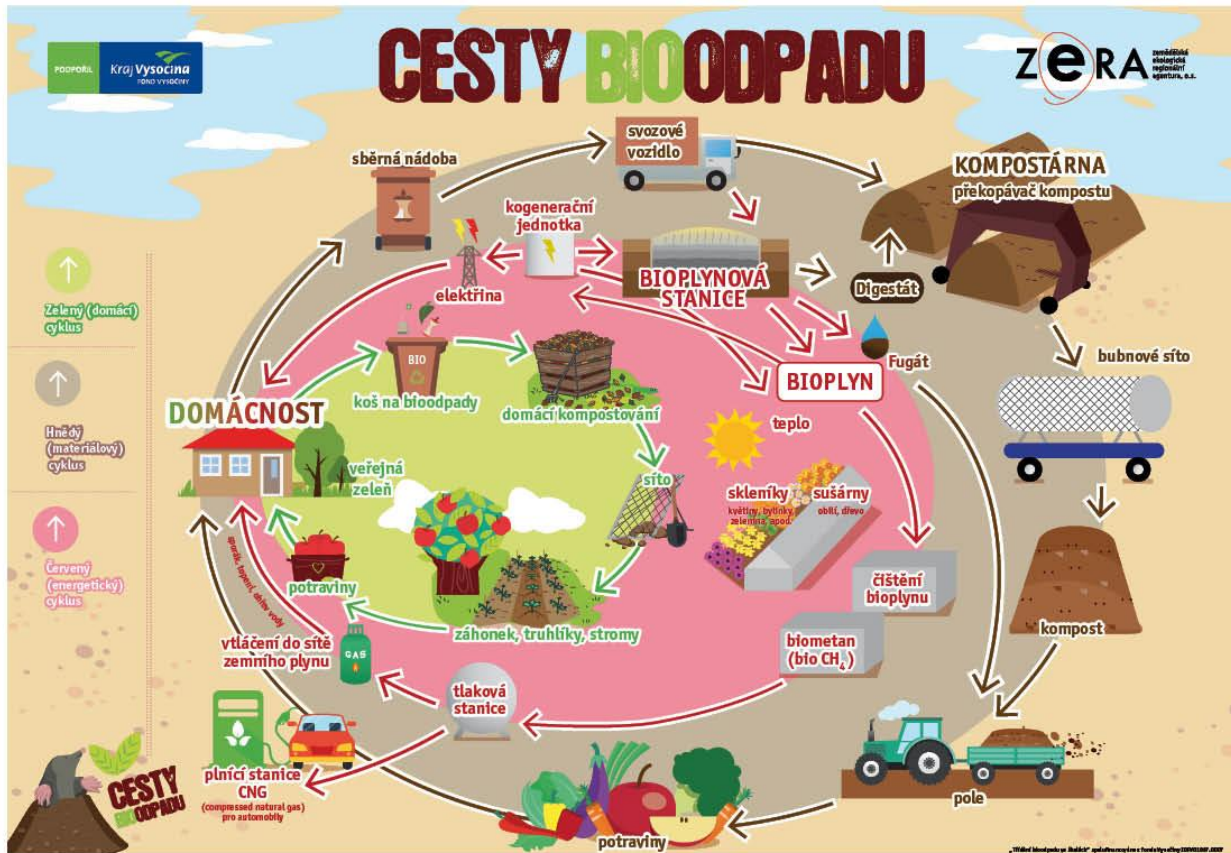 PODPOŘIL
Kraj Vysočina
FOND VYSOČINY
CESTY BIOODPADU
ZeRA
zemědělská
ekologická
regionální
agentura, o.s.
sběrná nádoba
svozové
vozidlo
KOMPOSTÁRNA
překopávač kompostu
kogenerační
jednotka
elektřina
BIOPLYNOVÁ
STANICE
Digestát
Fugát
BIOPLYN
bubnové síto
Zelený (domácí)
cyklus
Hnědý
(materiálový)
cyklus
Červený
(energetický)
cyklus
DOMÁCNOST
BIO
koš na bioodpady
domácí kompostování
teplo
veřejná
zeleň
síto
skleníky
květiny, bylinky,
zelenina, apod.
sušárny
obilí, dřevo
čištění
bioplynu
kompost
potraviny
záhonek, truhlíky, stromy
biometan
(bio CH4)
sporák, topení, ohřev vody
vtláčení do sítě
zemního plynu
GAS
tlaková
stanice
plnící stanice
CNG
(compressed natural gas)
pro automobily
CESTY
BIOODPADU
pole
potraviny